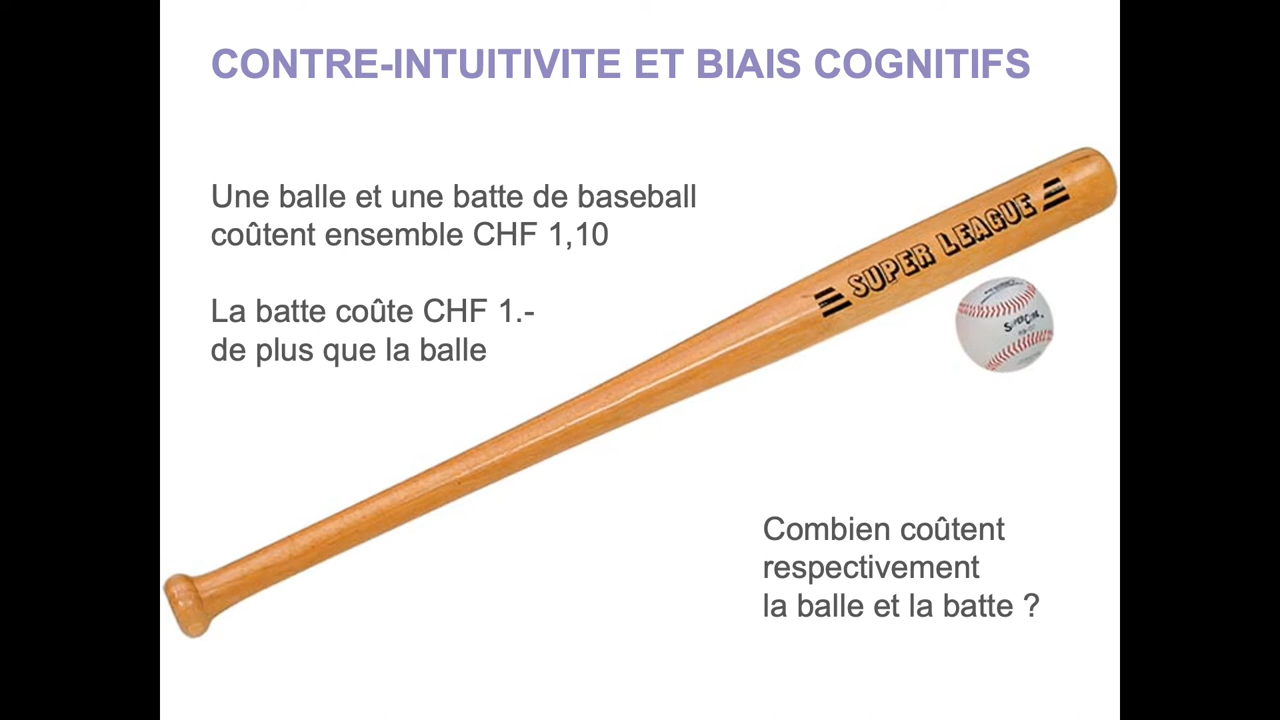 CONTRE-INTUITIVITE ET BIAIS COGNITIFS
Une balle et une batte de baseball
coûtent ensemble CHF 1,10
La batte coûte CHF 1.-
de plus que la balle
SUPER LEAGUE
Combien coûtent
respectivement
la balle et la batte ?